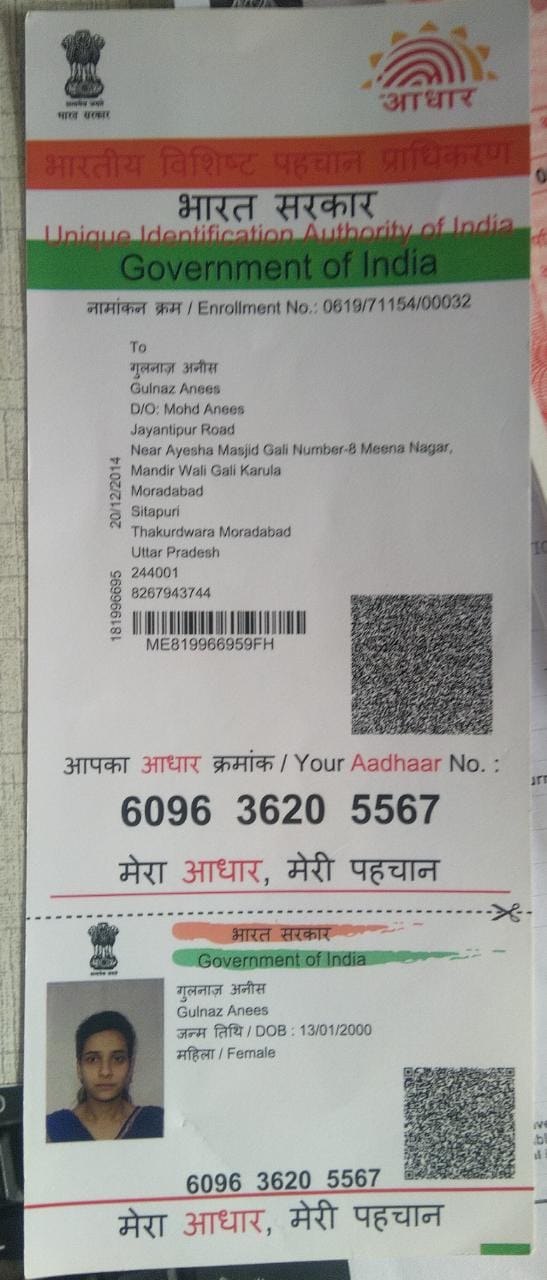 भारत सरकार
आधार
भारतीय विशिष्ट पहचान प्राधिकरण
भारत सरकार
Unique Identification Authority of India
Government of India
नामांकन क्रम / Enrollment No.: 0619/71154/00032
To
गुलनाज़ अनीस
Gulnaz Anees
D/O: Mohd Anees
Jayantipur Road
Near Ayesha Masjid Gali Number-8 Meena Nagar,
Mandir Wali Gali Karula
Moradabad
Sitapuri
Thakurdwara Moradabad
Uttar Pradesh
244001
8267943744
20/12/2014
181996695
ME819966959FH
आपका आधार क्रमांक / Your Aadhaar No. :
6096 3620 5567
मेरा आधार, मेरी पहचान
भारत सरकार
Government of India
गुलनाज़ अनीस
Gulnaz Anees
जन्म तिथि / DOB : 13/01/2000
महिला / Female
6096 3620 5567
मेरा आधार, मेरी पहचान